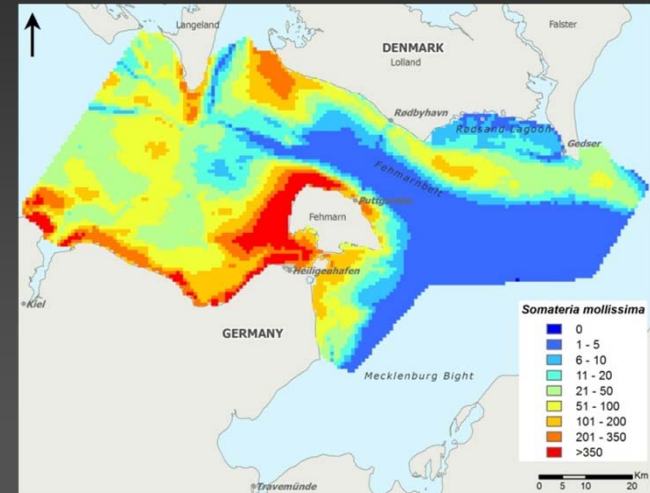 Langeland
Falster
DENMARK
Lolland
Rødbyhavn
Rødsand Lagoon
Gedser
Fehmarnbelt
Puttgarden
Fehmarn
Heiligenhafen
Kiel
GERMANY
Mecklenburg Bight
Travemünde
Somateria mollissima
0
1 - 5
6 - 10
11 - 20
21 - 50
51 - 100
101 - 200
201 - 350
>350
Km
0 5 10 20